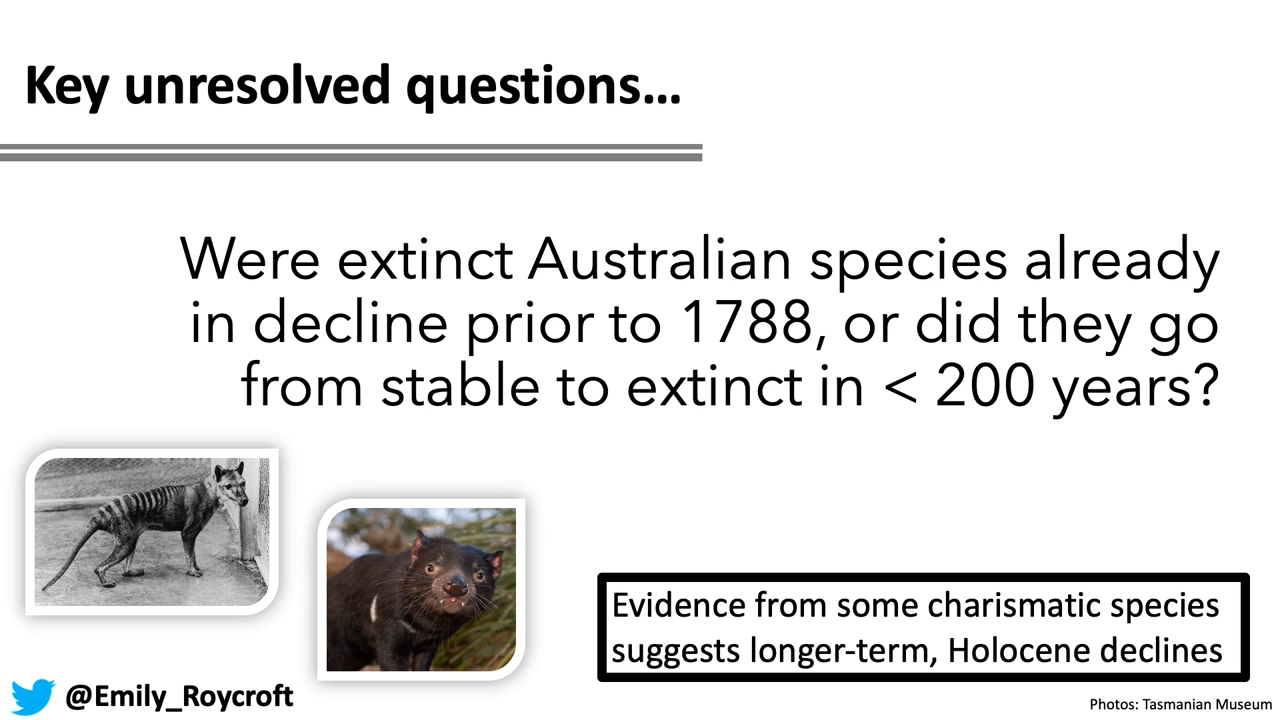 Key unresolved questions...
Were extinct Australian species already
in decline prior to 1788, or did they go
from stable to extinct in < 200 years?
Evidence from some charismatic species
suggests longer-term, Holocene declines
@Emily_Roycroft
Photos: Tasmanian Museum